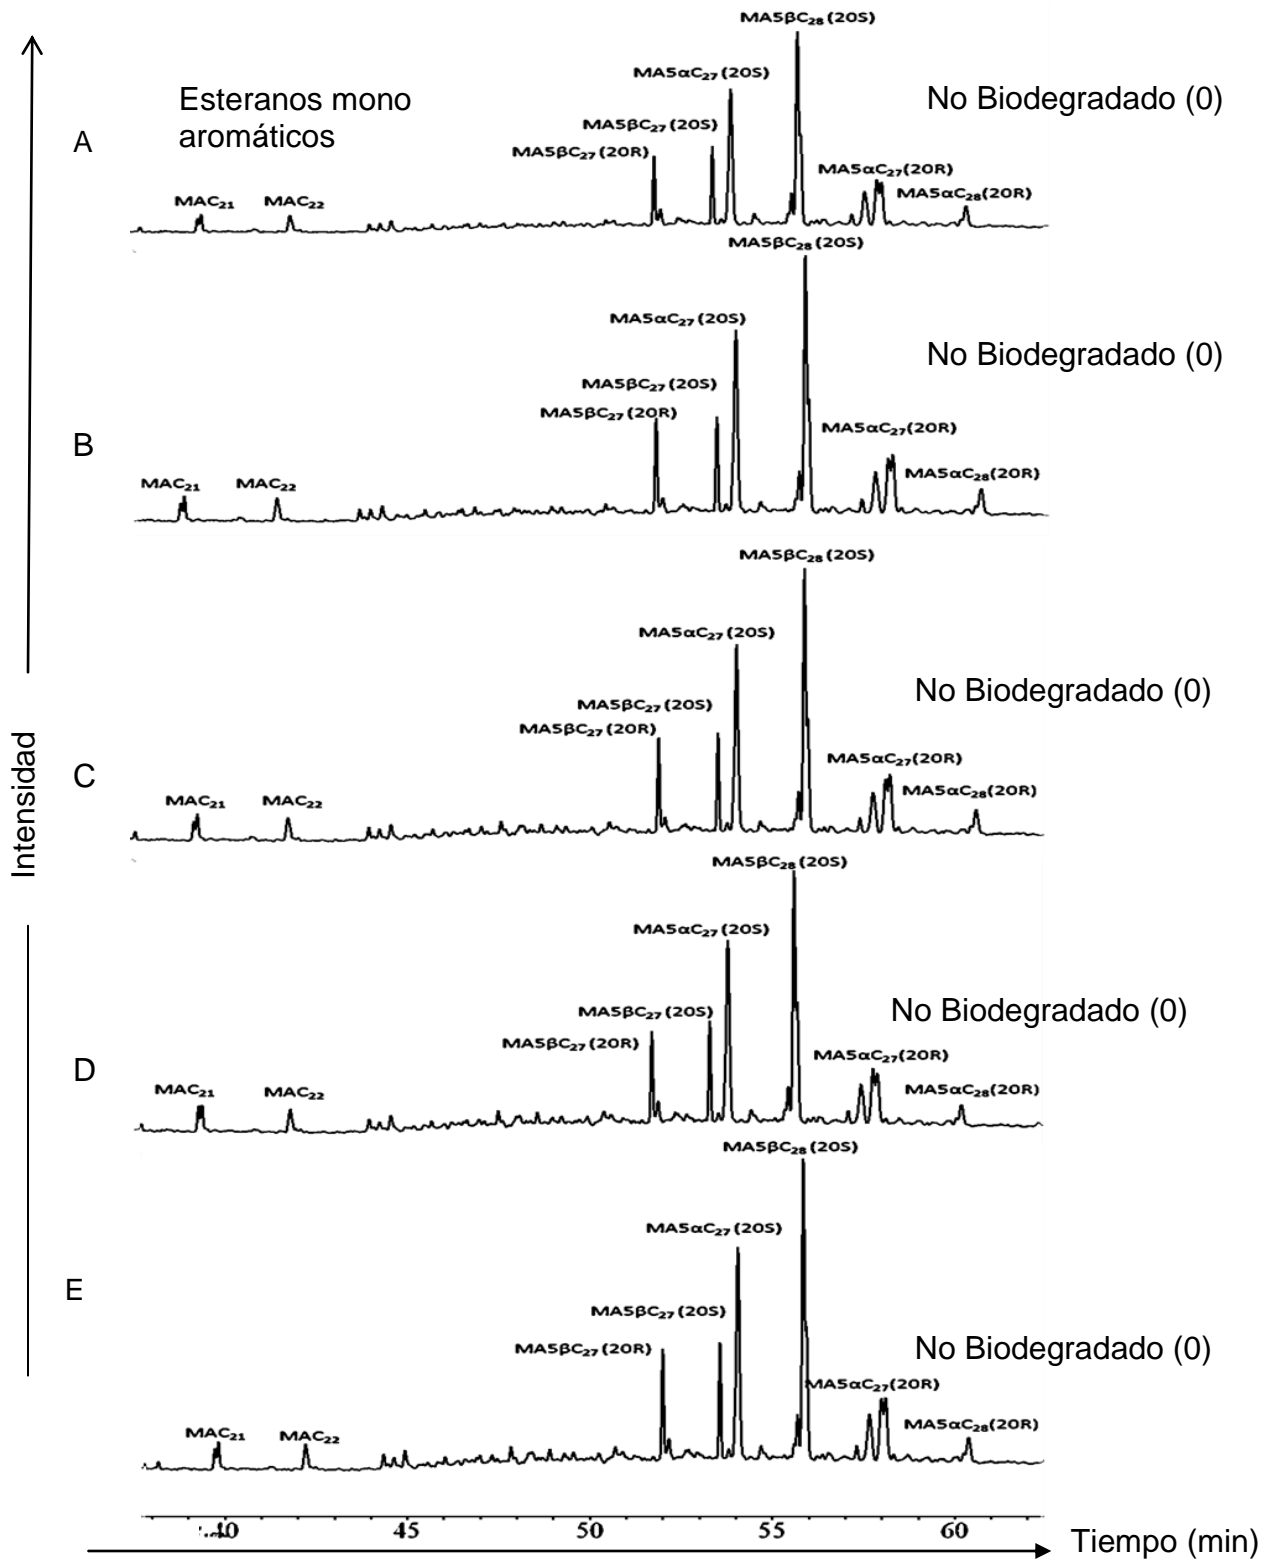 MA5βC₂₈(20S)
Esteranos mono
aromáticos
MA5αC₂₇(20S)
No Biodegradado (0)
A
MA5βC₂₇(20S)
MA5βC₂₇(20R)
MA5αC₂₇(20R)
MAC₂₁
MAC₂₂
MA5αC₂₈(20R)
MA5βC₂₈(20S)
MA5αC₂₇(20S)
No Biodegradado (0)
MA5βC₂₇(20S)
MA5βC₂₇(20R)
MA5αC₂₇(20R)
B
MAC₂₁
MAC₂₂
MA5αC₂₈(20R)
MA5βC₂₈(20S)
MA5αC₂₇(20S)
No Biodegradado (0)
MA5βC₂₇(20S)
MA5βC₂₇(20R)
MA5αC₂₇(20R)
C
MAC₂₁
MAC₂₂
MA5αC₂₈(20R)
Intensidad
MA5βC₂₈(20S)
MA5αC₂₇(20S)
No Biodegradado (0)
MA5βC₂₇(20S)
MA5βC₂₇(20R)
MA5αC₂₇(20R)
D
MAC₂₁
MAC₂₂
MA5αC₂₈(20R)
MA5βC₂₈(20S)
MA5αC₂₇(20S)
E
MA5βC₂₇(20S)
MA5βC₂₇(20R)
No Biodegradado (0)
MA5αC₂₇(20R)
MAC₂₁
MAC₂₂
MA5αC₂₈(20R)
40 45 50 55 60
Tiempo (min)